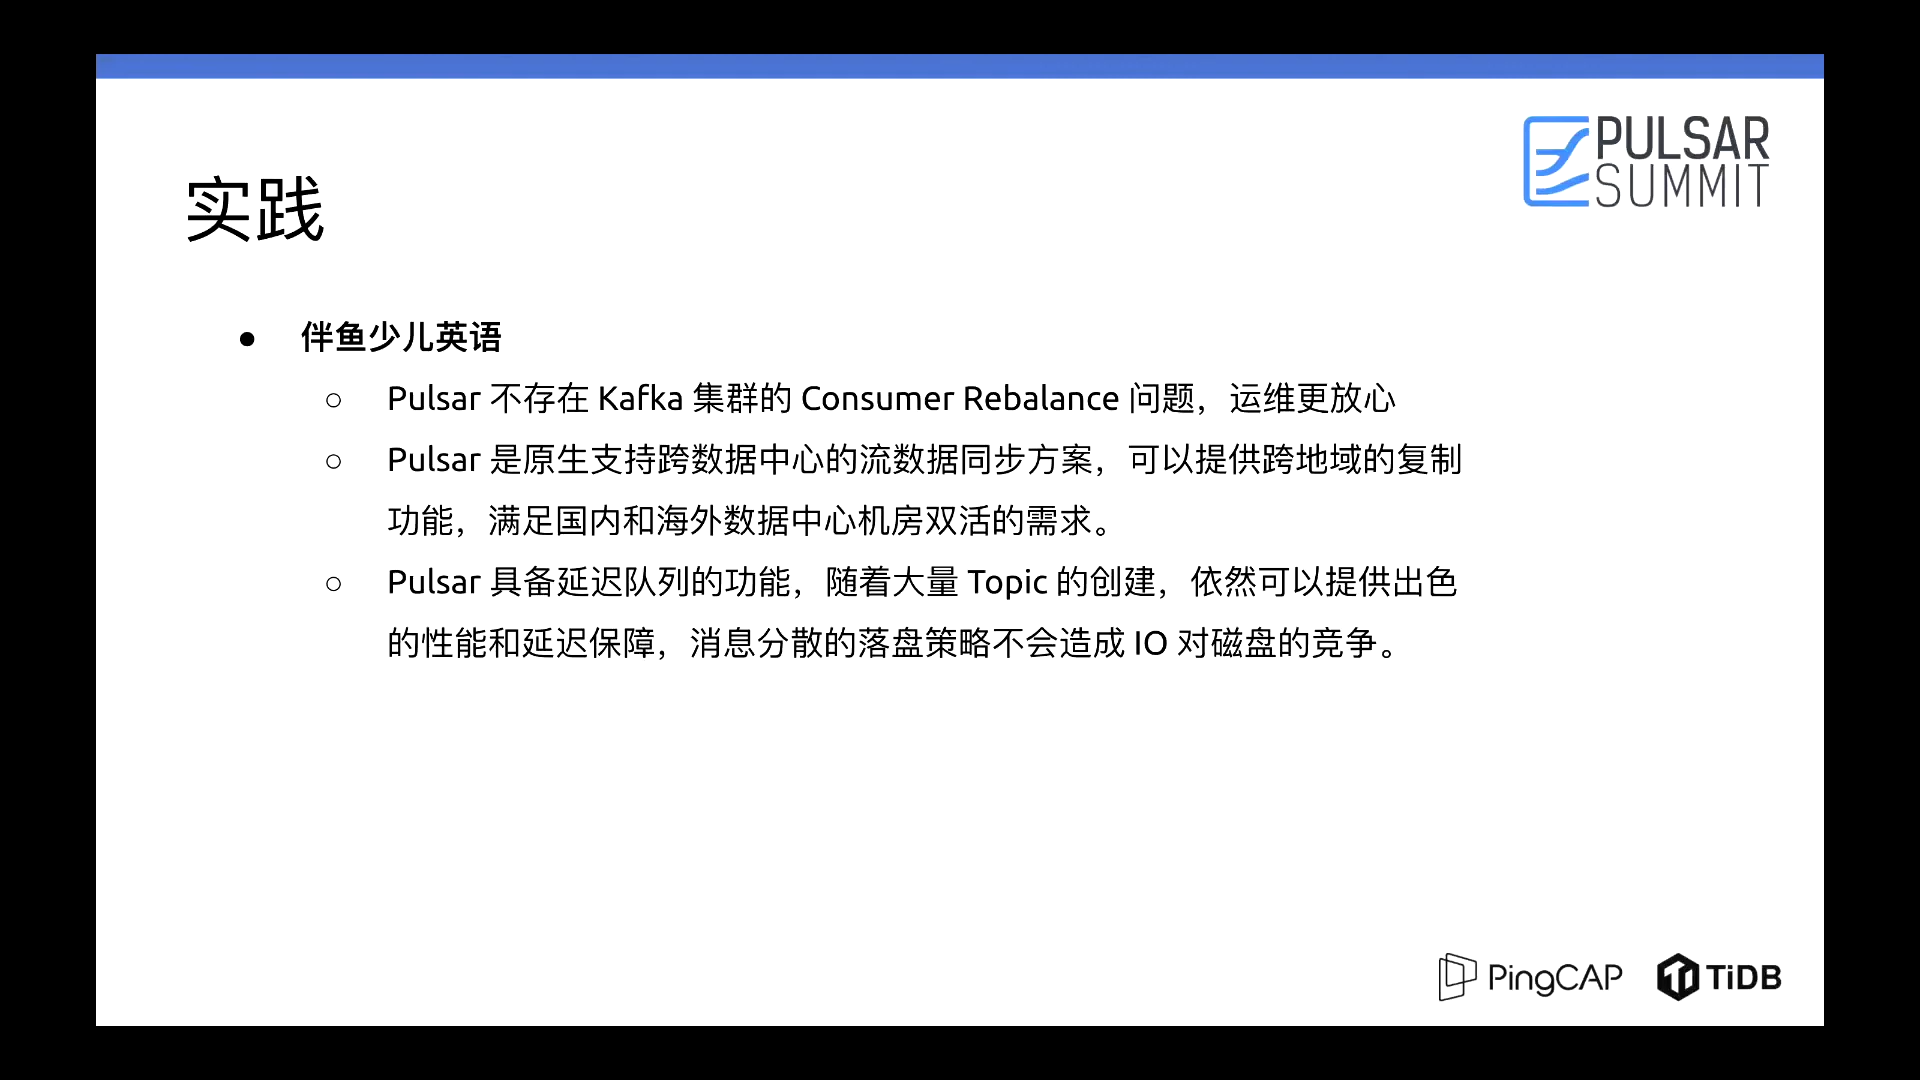 PULSAR
SUMMIT
实践
● 伴鱼少儿英语
○ Pulsar 不存在 Kafka 集群的 Consumer Rebalance 问题，运维更放心
○ Pulsar 是原生支持跨数据中心的流数据同步方案，可以提供跨地域的复制
功能，满足国内和海外数据中心机房双活的需求。
○ Pulsar 具备延迟队列的功能，随着大量 Topic 的创建，依然可以提供出色
的性能和延迟保障，消息分散的落盘策略不会造成 IO 对磁盘的竞争。
PingCAP TiDB